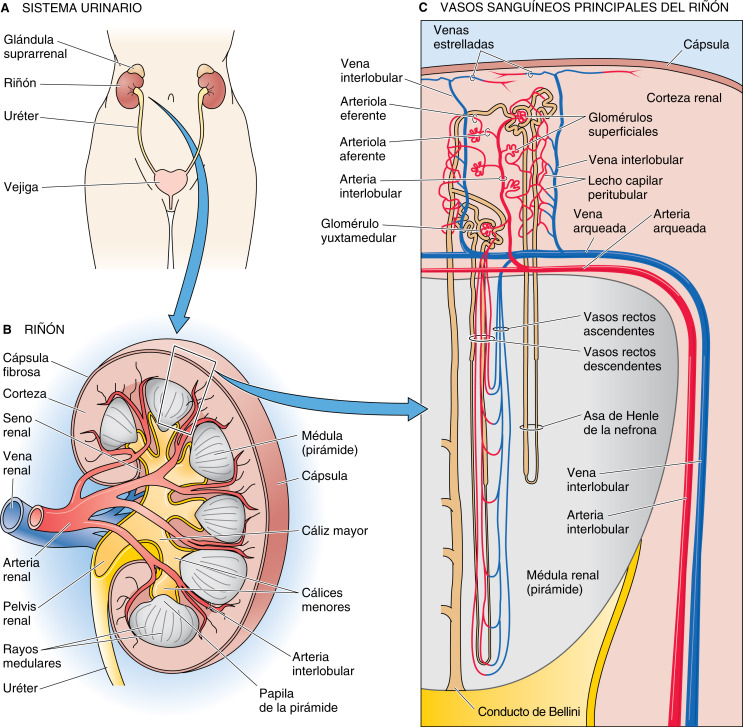 A SISTEMA URINARIO
Glándula
suprarrenal
Riñón
Uréter
Vejiga
B RIÑÓN
Cápsula
fibrosa
Corteza
Seno
renal
Vena
renal
Arteria
renal
Pelvis
renal
Rayos
medulares
Uréter
Médula
(pirámide)
Cápsula
Cáliz mayor
Cálices
menores
Arteria
interlobular
Papila
de la pirámide
C VASOS SANGUÍNEOS PRINCIPALES DEL RIÑÓN
Venas
estrelladas
Cápsula
Vena
interlobular
Corteza renal
Arteriola
eferente
Glomérulos
superficiales
Arteriola
aferente
Vena interlobular
Arteria
interlobular
Lecho capilar
peritubular
Glomérulo
yuxtamedular
Vena
arqueada
Arteria
arqueada
Vasos rectos
ascendentes
Vasos rectos
descendentes
Asa de Henle
de la nefrona
Vena
interlobular
Arteria
interlobular
Médula renal
(pirámide)
Conducto de Bellini